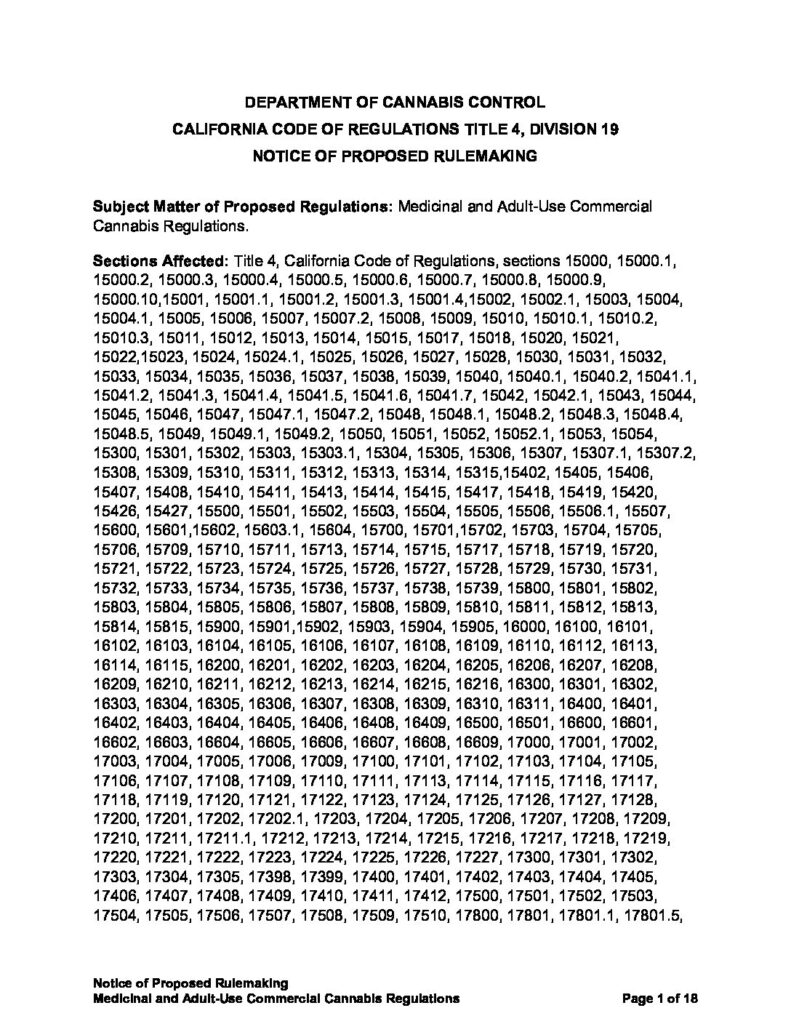 DEPARTMENT OF CANNABIS CONTROL
CALIFORNIA CODE OF REGULATIONS TITLE 4, DIVISION 19
NOTICE OF PROPOSED RULEMAKING
Subject Matter of Proposed Regulations: Medicinal and Adult-Use Commercial
Cannabis Regulations.
Sections Affected: Title 4, California Code of Regulations, sections 15000, 15000.1,
15000.2, 15000.3, 15000.4, 15000.5, 15000.6, 15000.7, 15000.8, 15000.9,
15000.10,15001, 15001.1, 15001.2, 15001.3, 15001.4,15002, 15002.1, 15003, 15004,
15004.1, 15005, 15006, 15007, 15007.2, 15008, 15009, 15010, 15010.1, 15010.2,
15010.3, 15011, 15012, 15013, 15014, 15015, 15017, 15018, 15020, 15021,
15022,15023, 15024, 15024.1, 15025, 15026, 15027, 15028, 15030, 15031, 15032,
15033, 15034, 15035, 15036, 15037, 15038, 15039, 15040, 15040.1, 15040.2, 15041.1,
15041.2, 15041.3, 15041.4, 15041.5, 15041.6, 15041.7, 15042, 15042.1, 15043, 15044,
15045, 15046, 15047, 15047.1, 15047.2, 15048, 15048.1, 15048.2, 15048.3, 15048.4,
15048.5, 15049, 15049.1, 15049.2, 15050, 15051, 15052, 15052.1, 15053, 15054,
15300, 15301, 15302, 15303, 15303.1, 15304, 15305, 15306, 15307, 15307.1, 15307.2,
15308, 15309, 15310, 15311, 15312, 15313, 15314, 15315,15402, 15405, 15406,
15407, 15408, 15410, 15411, 15413, 15414, 15415, 15417, 15418, 15419, 15420,
15426, 15427, 15500, 15501, 15502, 15503, 15504, 15505, 15506, 15506.1, 15507,
15600, 15601,15602, 15603.1, 15604, 15700, 15701,15702, 15703, 15704, 15705,
15706, 15709, 15710, 15711, 15713, 15714, 15715, 15717, 15718, 15719, 15720,
15721, 15722, 15723, 15724, 15725, 15726, 15727, 15728, 15729, 15730, 15731,
15732, 15733, 15734, 15735, 15736, 15737, 15738, 15739, 15800, 15801, 15802,
15803, 15804, 15805, 15806, 15807, 15808, 15809, 15810, 15811, 15812, 15813,
15814, 15815, 15900, 15901,15902, 15903, 15904, 15905, 16000, 16100, 16101,
16102, 16103, 16104, 16105, 16106, 16107, 16108, 16109, 16110, 16112, 16113,
16114, 16115, 16200, 16201, 16202, 16203, 16204, 16205, 16206, 16207, 16208,
16209, 16210, 16211, 16212, 16213, 16214, 16215, 16216, 16300, 16301, 16302,
16303, 16304, 16305, 16306, 16307, 16308, 16309, 16310, 16311, 16400, 16401,
16402, 16403, 16404, 16405, 16406, 16408, 16409, 16500, 16501, 16600, 16601,
16602, 16603, 16604, 16605, 16606, 16607, 16608, 16609, 17000, 17001, 17002,
17003, 17004, 17005, 17006, 17009, 17100, 17101, 17102, 17103, 17104, 17105,
17106, 17107, 17108, 17109, 17110, 17111, 17113, 17114, 17115, 17116, 17117,
17118, 17119, 17120, 17121, 17122, 17123, 17124, 17125, 17126, 17127, 17128,
17200, 17201, 17202, 17202.1, 17203, 17204, 17205, 17206, 17207, 17208, 17209,
17210, 17211, 17211.1, 17212, 17213, 17214, 17215, 17216, 17217, 17218, 17219,
17220, 17221, 17222, 17223, 17224, 17225, 17226, 17227, 17300, 17301, 17302,
17303, 17304, 17305, 17398, 17399, 17400, 17401, 17402, 17403, 17404, 17405,
17406, 17407, 17408, 17409, 17410, 17411, 17412, 17500, 17501, 17502, 17503,
17504, 17505, 17506, 17507, 17508, 17509, 17510, 17800, 17801, 17801.1, 17801.5,
Notice of Proposed Rulemaking
Medicinal and Adult-Use Commercial Cannabis Regulations Page 1 of 18